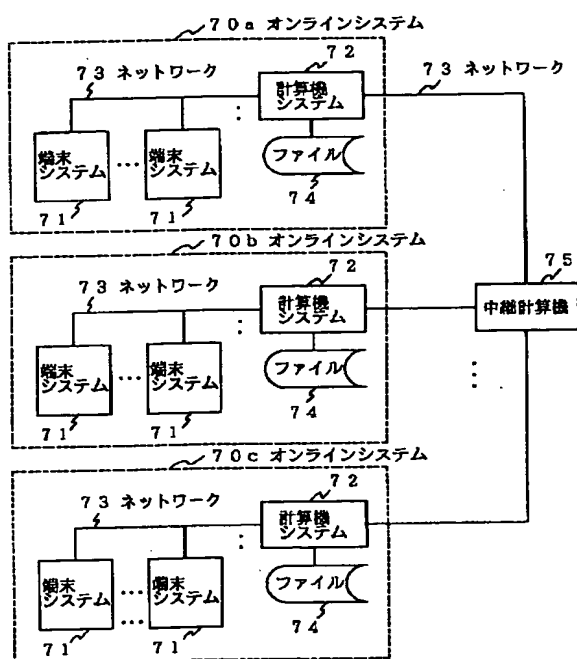 70a オンラインシステム
73 ネットワーク
72
73 ネットワーク
計算機
システム
端末
システム
…
端末
システム
ファイル
71
71
74
70b オンラインシステム
73 ネットワーク
72
計算機
システム
75
中継計算機
端末
システム
…
端末
システム
ファイル
71
71
74
70c オンラインシステム
73 ネットワーク
72
計算機
システム
端末
システム
…
…
端末
システム
ファイル
71
71
74